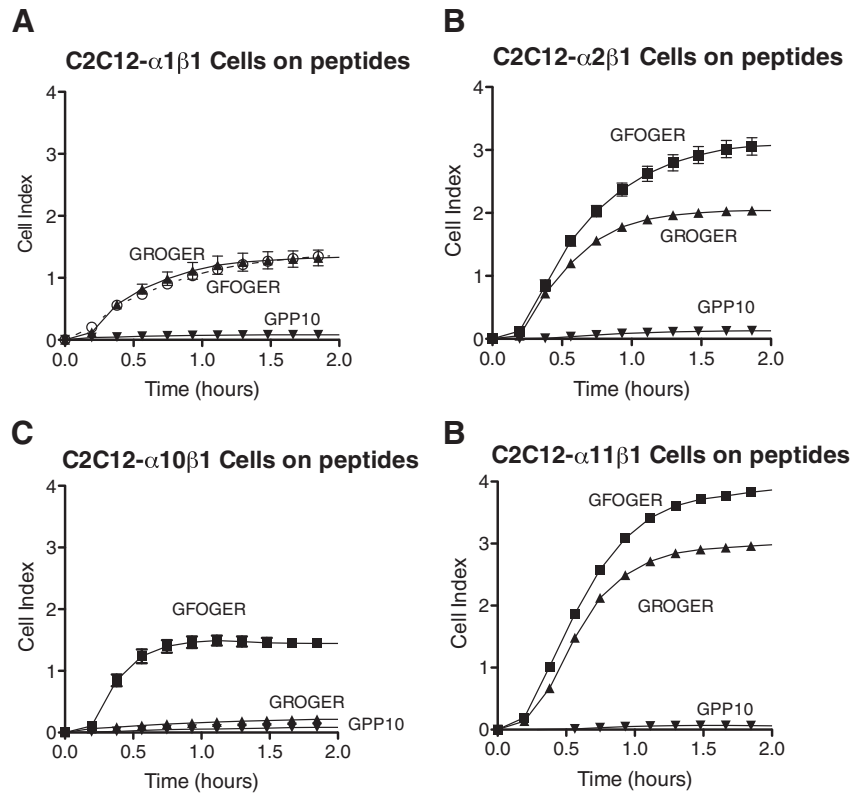 A
C2C12-α1β1 Cells on peptides
4
3
2
1
0
Cell Index
GROGER
GFOGER
GPP10
0.0 0.5 1.0 1.5 2.0
Time (hours)
B
C2C12-α2β1 Cells on peptides
4
3
2
1
0
Cell Index
GFOGER
GROGER
GPP10
0.0 0.5 1.0 1.5 2.0
Time (hours)
C
C2C12-α10β1 Cells on peptides
4
3
2
1
0
Cell Index
GFOGER
GROGER
GPP10
0.0 0.5 1.0 1.5 2.0
Time (hours)
B
C2C12-α11β1 Cells on peptides
4
3
2
1
0
Cell Index
GFOGER
GROGER
GPP10
0.0 0.5 1.0 1.5 2.0
Time (hours)